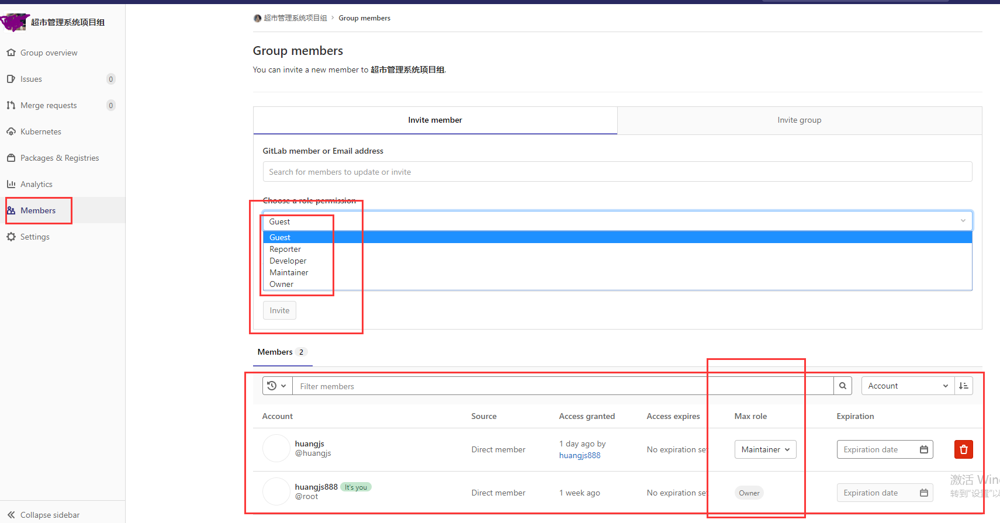 超市管理系统项目组
Group overview
Issues 0
Merge requests 0
Kubernetes
Packages & Registries
Analytics
Members
Settings
Collapse sidebar
超市管理系统项目组 > Group members
Group members
You can invite a new member to 超市管理系统项目组.
Invite member
Invite group
GitLab member or Email address
Search for members to update or invite
Choose a role permission
Guest
Guest
Reporter
Developer
Maintainer
Owner
Invite
Members 2
Filter members
Account
Account Source Access granted Access expires Max role Expiration
huangjs
@huangjs
Direct member
1 day ago by
huangjs888
No expiration set
Maintainer
Expiration date
huangjs888 It's you
@root
Direct member
1 week ago
No expiration set
Owner
Expiration date
激活 Win
转到"设置"以